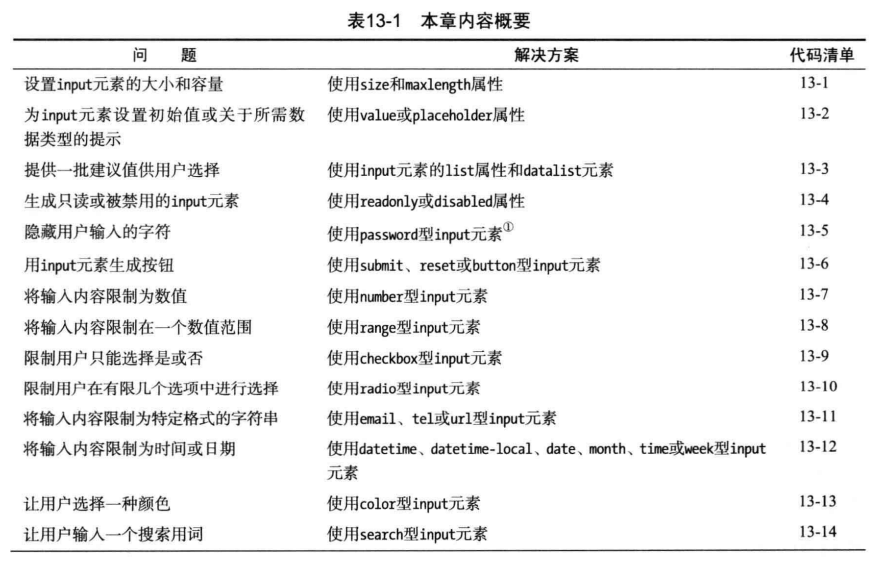 表13-1 本章内容概要
问 题 解决方案 代码清单
设置input元素的大小和容量 使用size和maxlength属性 13-1
为input元素设置初始值或关于所需数 使用value或placeholder属性 13-2
据类型的提示
提供一批建议值供用户选择 使用input元素的list属性和datalist元素 13-3
生成只读或被禁用的input元素 使用readonly或disabled属性 13-4
隐藏用户输入的字符 使用password型input元素① 13-5
用input元素生成按钮 使用submit、reset或button型input元素 13-6
将输入内容限制为数值 使用number型input元素 13-7
将输入内容限制在一个数值范围 使用range型input元素 13-8
限制用户只能选择是或否 使用checkbox型input元素 13-9
限制用户在有限几个选项中进行选择 使用radio型input元素 13-10
将输入内容限制为特定格式的字符串 使用email、tel或url型input元素 13-11
将输入内容限制为时间或日期 使用datetime、datetime-local、date、month、time或week型input 13-12
元素
让用户选择一种颜色 使用color型input元素 13-13
让用户输入一个搜索用词 使用search型input元素 13-14